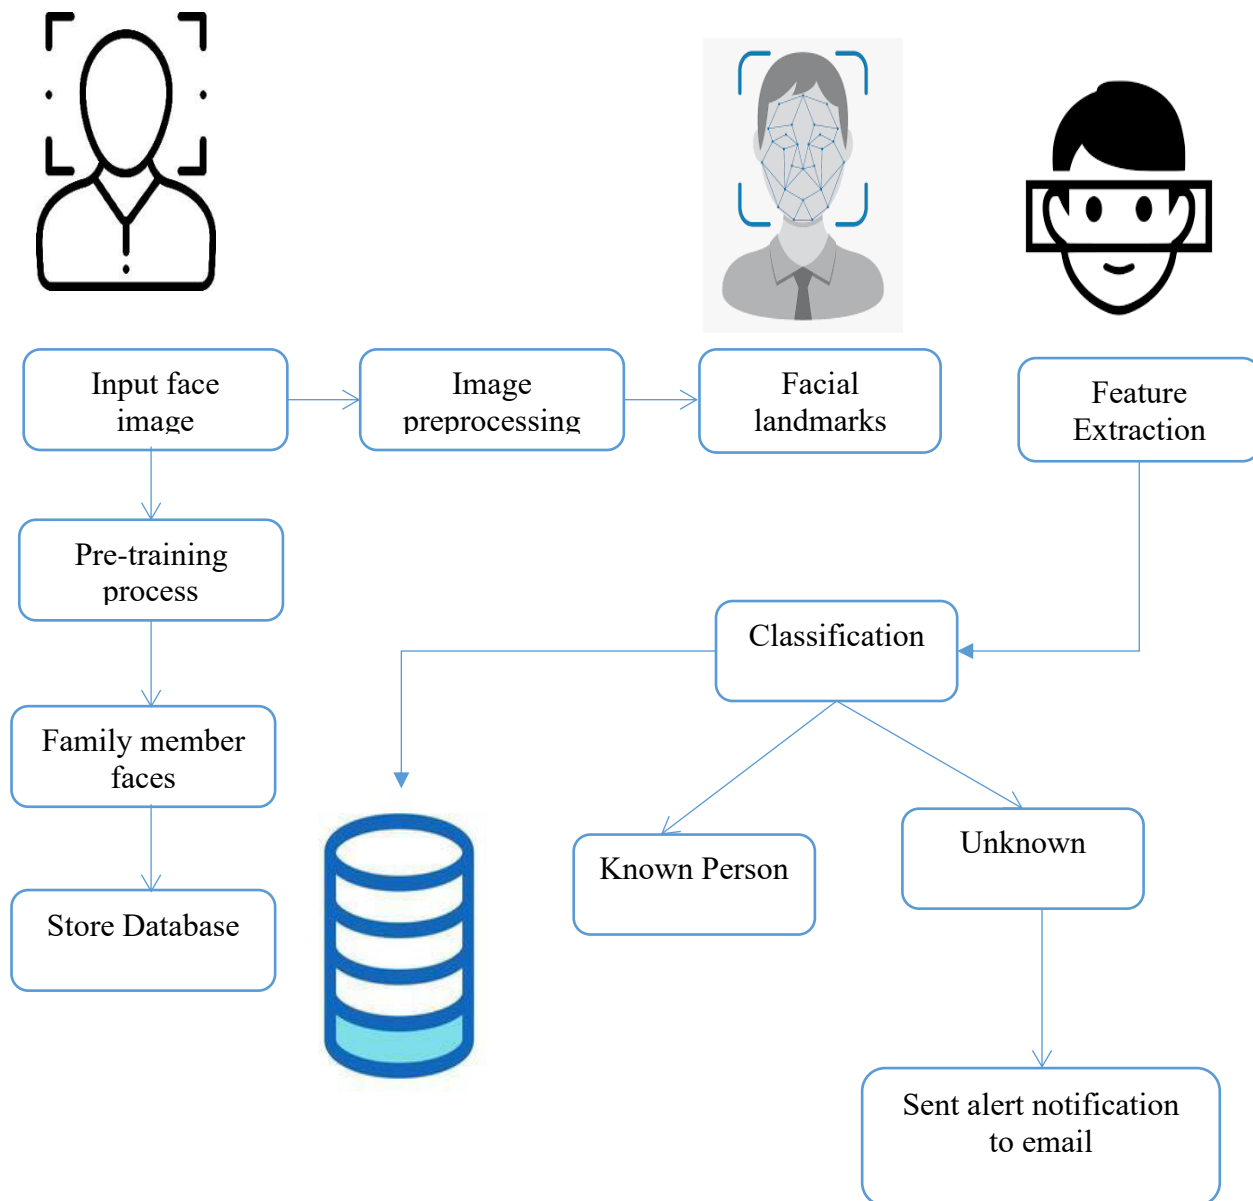 Input face
image
Image
preprocessing
Facial
landmarks
Feature
Extraction
Pre-training
process
Classification
Family member
faces
Known Person
Unknown
Store Database
Sent alert notification
to email